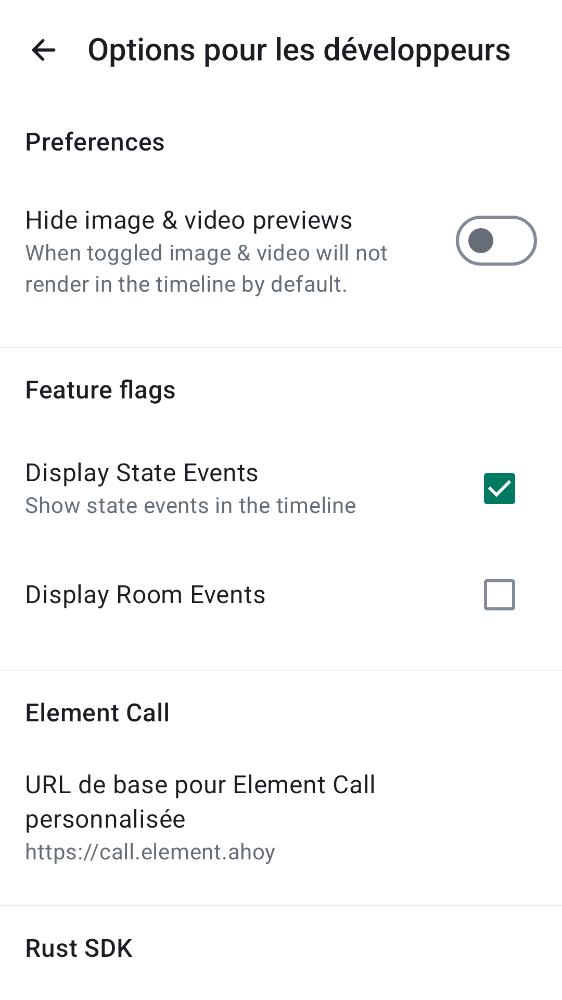 Options pour les développeurs
Preferences
Hide image & video previews
When toggled image & video will not
render in the timeline by default.
Feature flags
Display State Events
Show state events in the timeline
Display Room Events
Element Call
URL de base pour Element Call
personnalisée
https://call.element.ahoy
Rust SDK